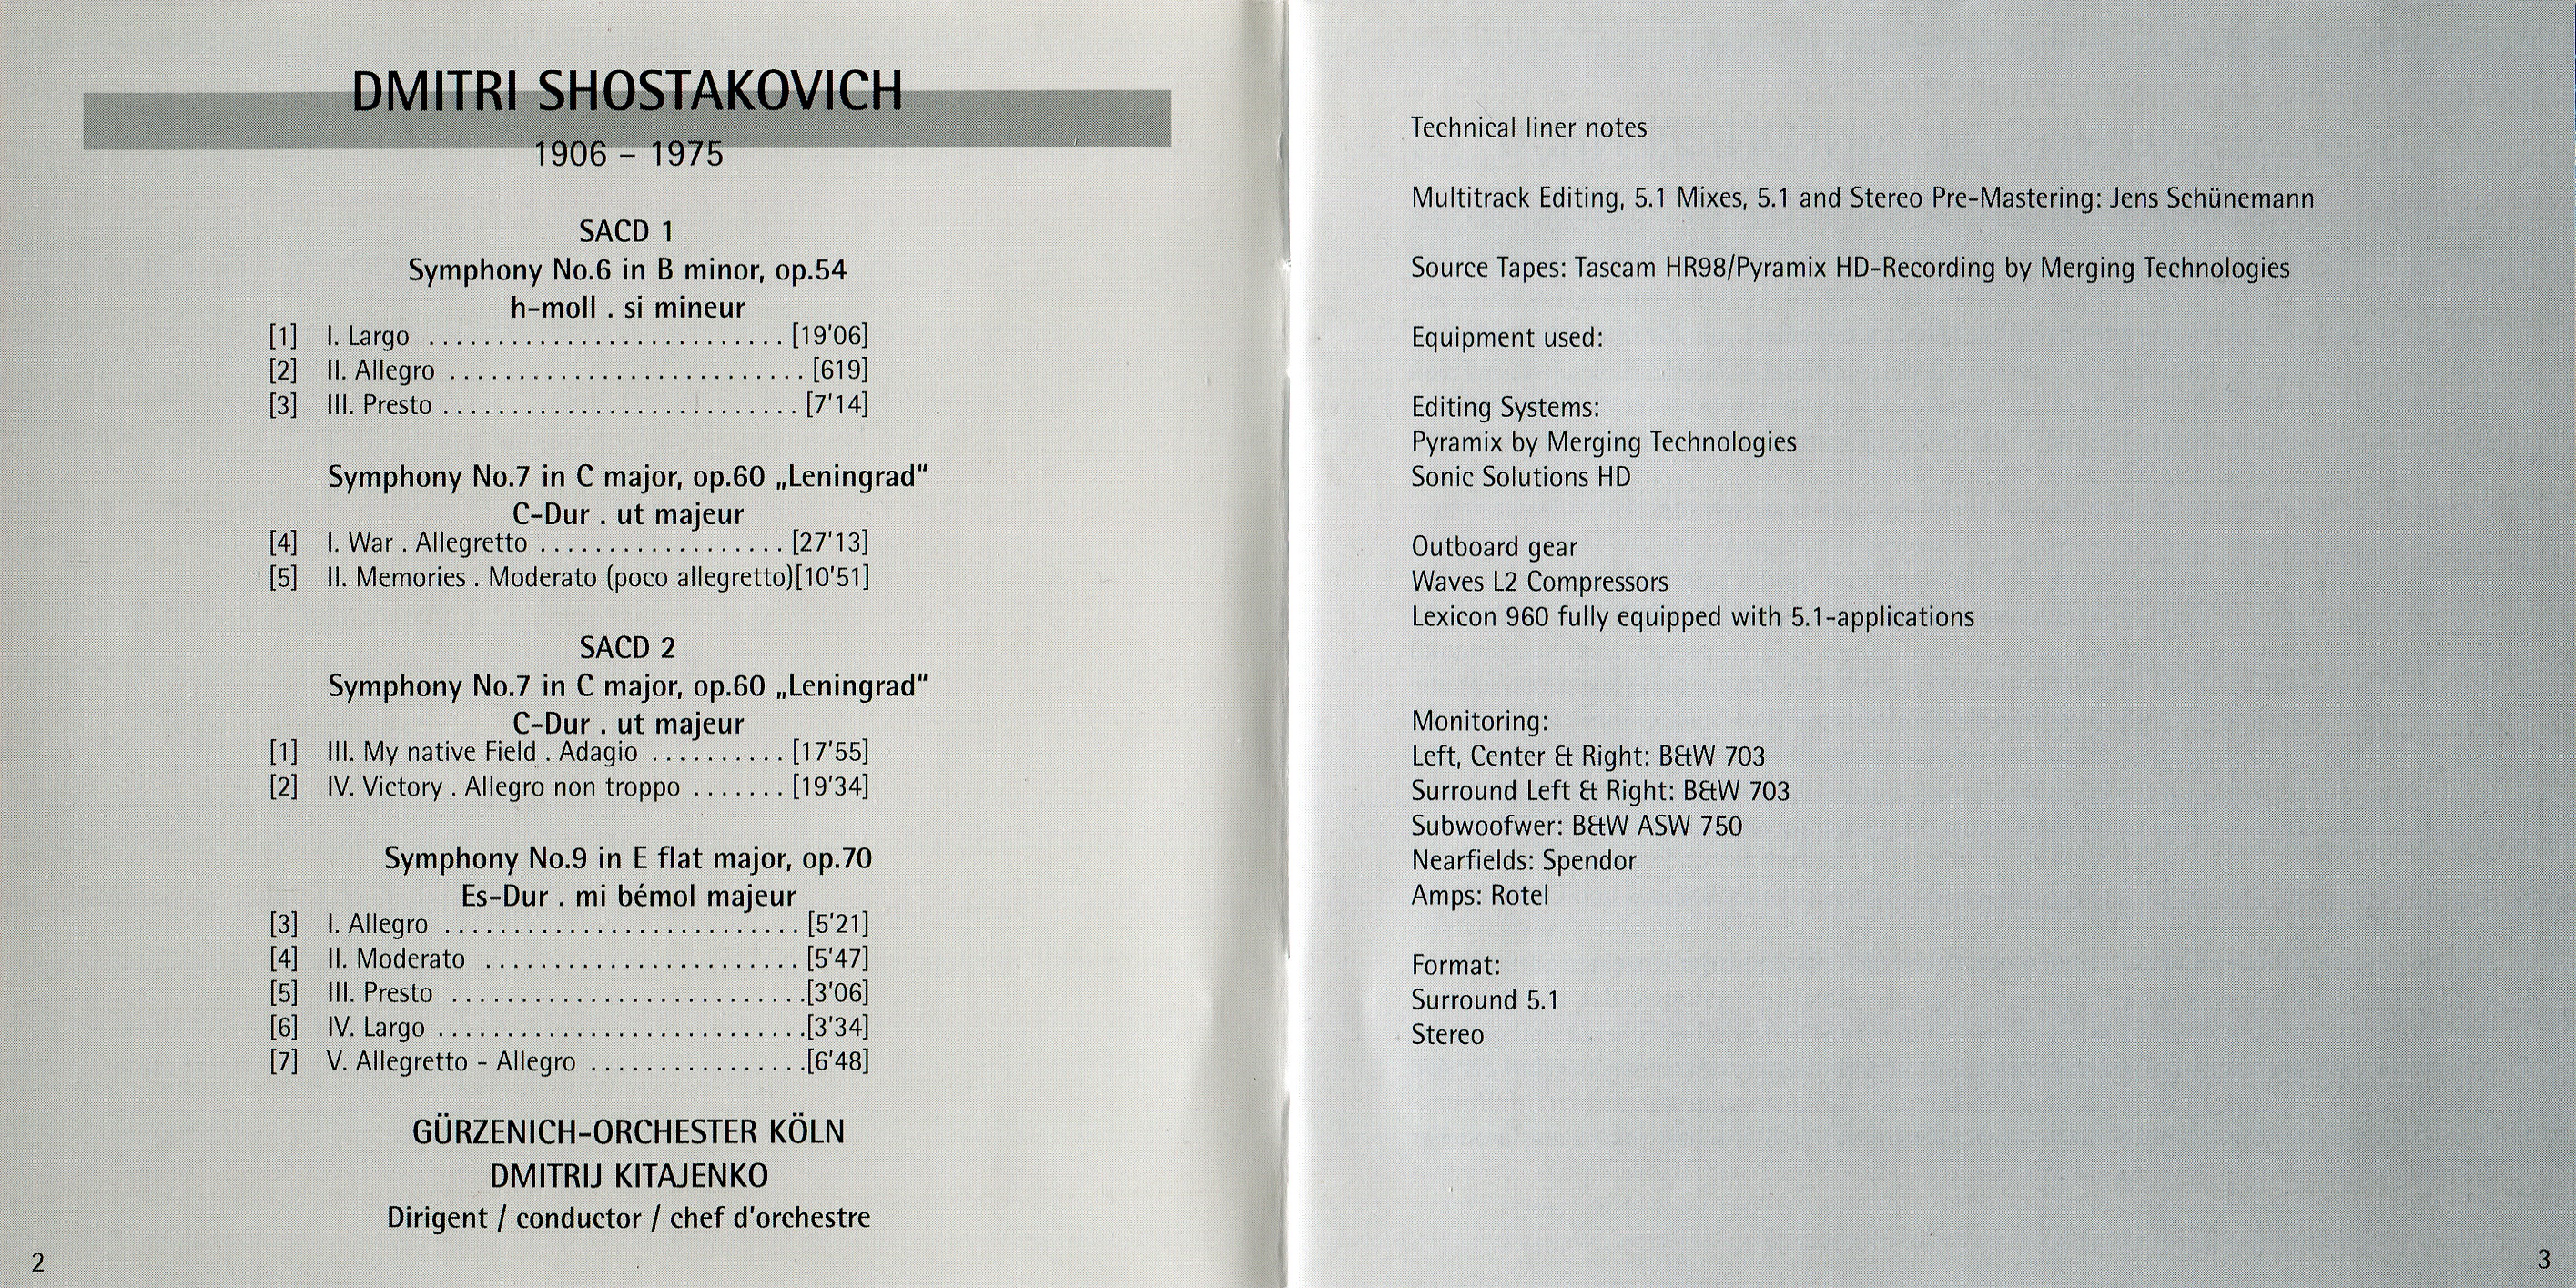 DMITRI SHOSTAKOVICH
1906 – 1975
SACD 1
Symphony No.6 in B minor, op.54
h-moll . si mineur
[1] I. Largo .......................... [19'06]
[2] II. Allegro .......................... [619]
[3] III. Presto .......................... [7'14]
Symphony No.7 in C major, op.60 „Leningrad"
C-Dur . ut majeur
[4] I. War . Allegretto .................. [27'13]
[5] II. Memories . Moderato (poco allegretto)[10'51]
SACD 2
Symphony No.7 in C major, op.60 „Leningrad"
C-Dur . ut majeur
[1] III. My native Field . Adagio .......... [17'55]
[2] IV. Victory . Allegro non troppo ....... [19'34]
Symphony No.9 in E flat major, op.70
Es-Dur . mi bémol majeur
[3] I. Allegro .......................... [5'21]
[4] II. Moderato ....................... [5'47]
[5] III. Presto ..........................[3'06]
[6] IV. Largo ...........................[3'34]
[7] V. Allegretto - Allegro ................[6'48]
GÜRZENICH-ORCHESTER KÖLN
DMITRIJ KITAJENKO
Dirigent / conductor / chef d'orchestre
2
Technical liner notes
Multitrack Editing, 5.1 Mixes, 5.1 and Stereo Pre-Mastering: Jens Schünemann
Source Tapes: Tascam HR98/Pyramix HD-Recording by Merging Technologies
Equipment used:
Editing Systems:
Pyramix by Merging Technologies
Sonic Solutions HD
Outboard gear
Waves L2 Compressors
Lexicon 960 fully equipped with 5.1-applications
Monitoring:
Left, Center & Right: B&W 703
Surround Left & Right: B&W 703
Subwoofwer: B&W ASW 750
Nearfields: Spendor
Amps: Rotel
Format:
Surround 5.1
Stereo
3